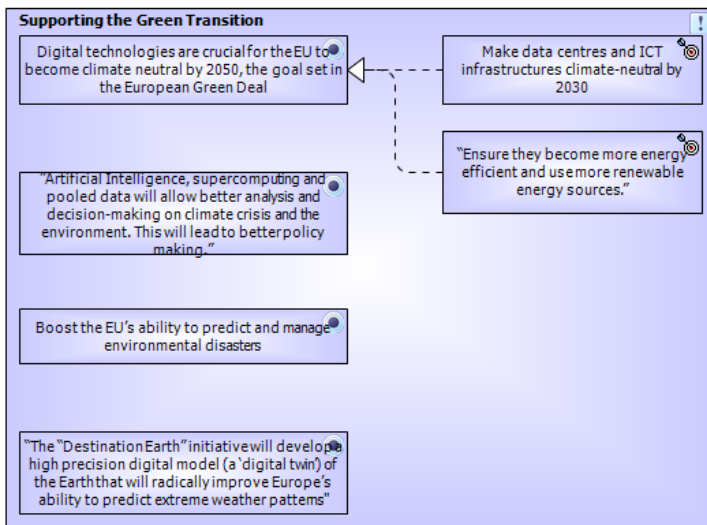 Supporting the Green Transition
!
Digital technologies are crucial for the EU to
become climate neutral by 2050, the goal set in
the European Green Deal
Make data centres and ICT
infrastructures climate-neutral by
2030
“Ensure they become more energy
efficient and use more renewable
energy sources.”
“Artificial Intelligence, supercomputing and
pooled data will allow better analysis and
decision-making on climate crisis and the
environment. This will lead to better policy
making.”
Boost the EU’s ability to predict and manage
environmental disasters
“The “Destination Earth” initiative will develop a
high precision digital model (a ‘digital twin’) of
the Earth that will radically improve Europe’s
ability to predict extreme weather patterns"